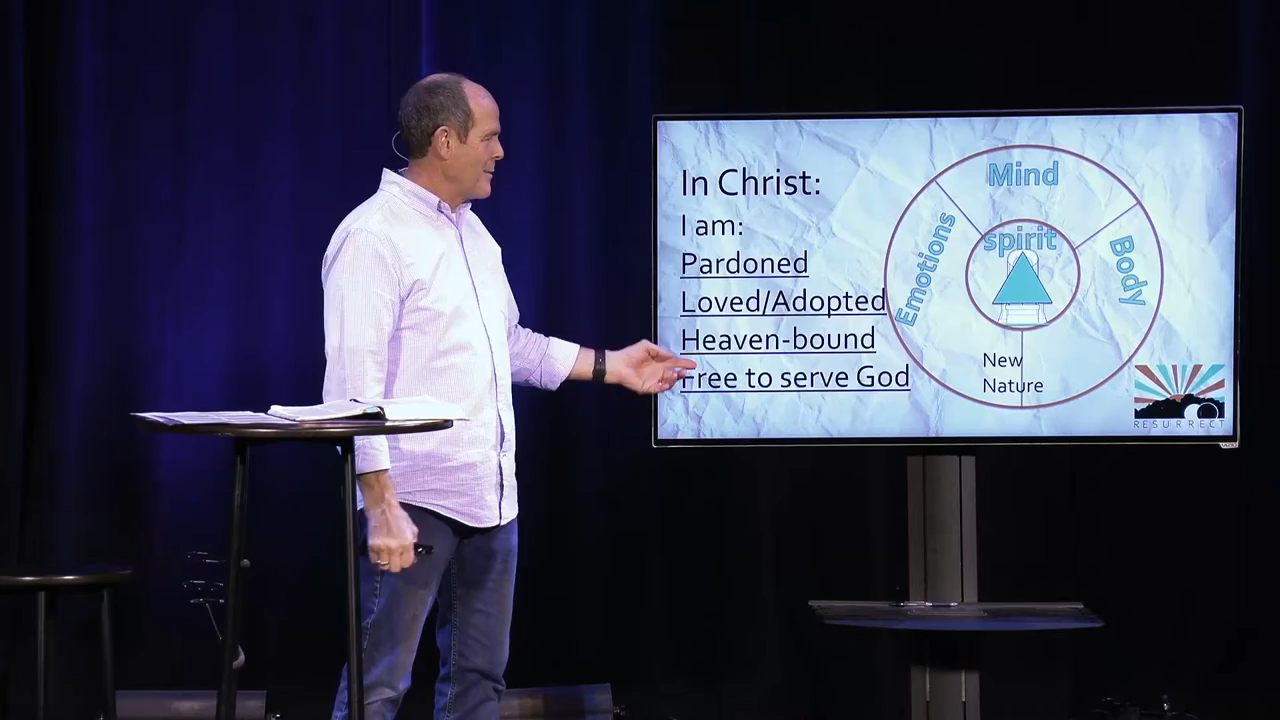 In Christ:
I am:
Pardoned
Loved/Adopted
Heaven-bound
Free to serve God
Mind
Emotions
spirit
Body
New
Nature
RESURRECT